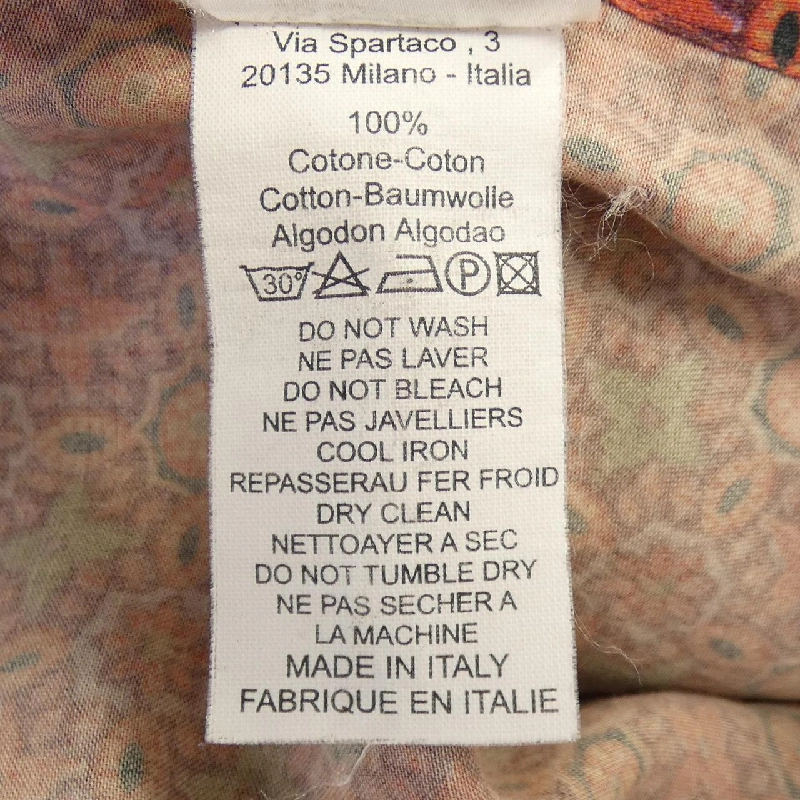 Via Spartaco , 3
20135 Milano - Italia
100%
Cotone-Coton
Cotton-Baumwolle
Algodon Algodao
30° P
DO NOT WASH
NE PAS LAVER
DO NOT BLEACH
NE PAS JAVELLIERS
COOL IRON
REPASSERAU FER FROID
DRY CLEAN
NETTOAYER A SEC
DO NOT TUMBLE DRY
NE PAS SECHER A
LA MACHINE
MADE IN ITALY
FABRIQUE EN ITALIE